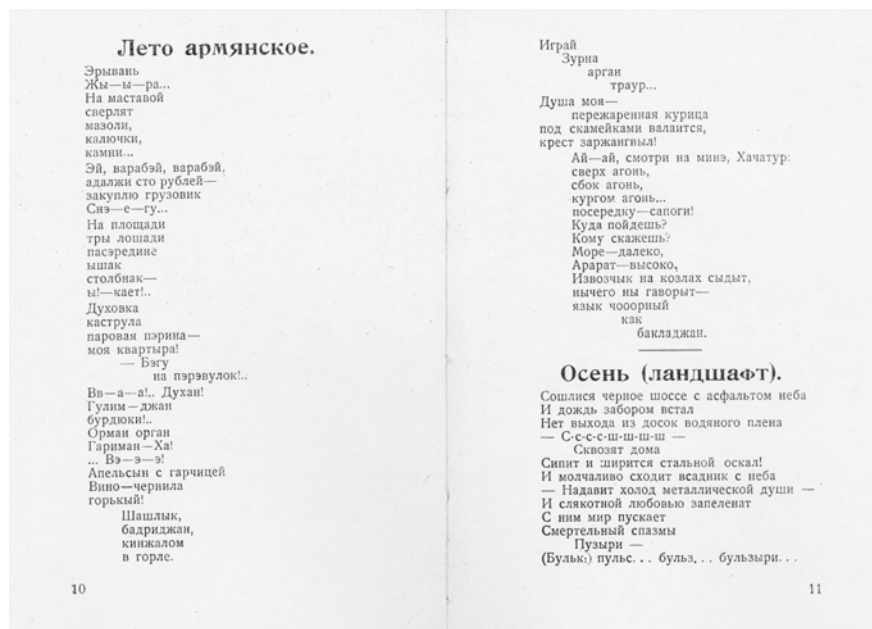 Лето армянское.
Эрывань
Жы—ы—ра...
На маставой
сверлят
мазоли,
калючки,
камни...
Эй, варабэй, варабэй,
адалжи сто рублей—
закуплю грузовик
Снэ—е—гу...
На площади
тры лошади
пасэредине
ышак
столбнак—
ы!—кает!..
Духовка
каструла
паровая пэрина—
моя квартыра!
— Бэгу
на пэрэвулок!..
Вв—а—а!.. Духан!
Гулим—джан
бурдюки!..
Орман орган
Гариман—Ха!
... Вэ—э—э!
Апельсын с гарчицей
Вино—чернила
горькый!
Шашлык,
бадриджан,
кинжалом
в горле.
10
Играй
Зурна
арган
траур...
Душа моя—
пережаренная курица
под скамейками валаится,
крест заржангвыл!
Ай—ай, смотри на минэ, Хачатур:
сверх агонь,
сбок агонь,
кургом агонь...
посередку—сапоги!
Куда пойдешь?
Кому скажешь?
Море—далеко,
Арарат—высоко,
Извозчык на козлах сыдыт,
нычего ны гаворыт—
язык чооорный
как
бакладжан.
Осень (ландшафт).
Сошлися черное шоссе с асфальтом неба
И дождь забором встал
Нет выхода из досок водяного плена
— С-с-с-с-ш-ш-ш-ш —
Сквозят дома
Сипит и ширится стальной оскал!
И молчаливо сходит всадник с неба
— Надавит холод металлической души —
И слякотной любовью запеленат
С ним мир пускает
Смертельный спазмы
Пузыри —
(Бульк:) пульс... бульз... бульзыри...
11